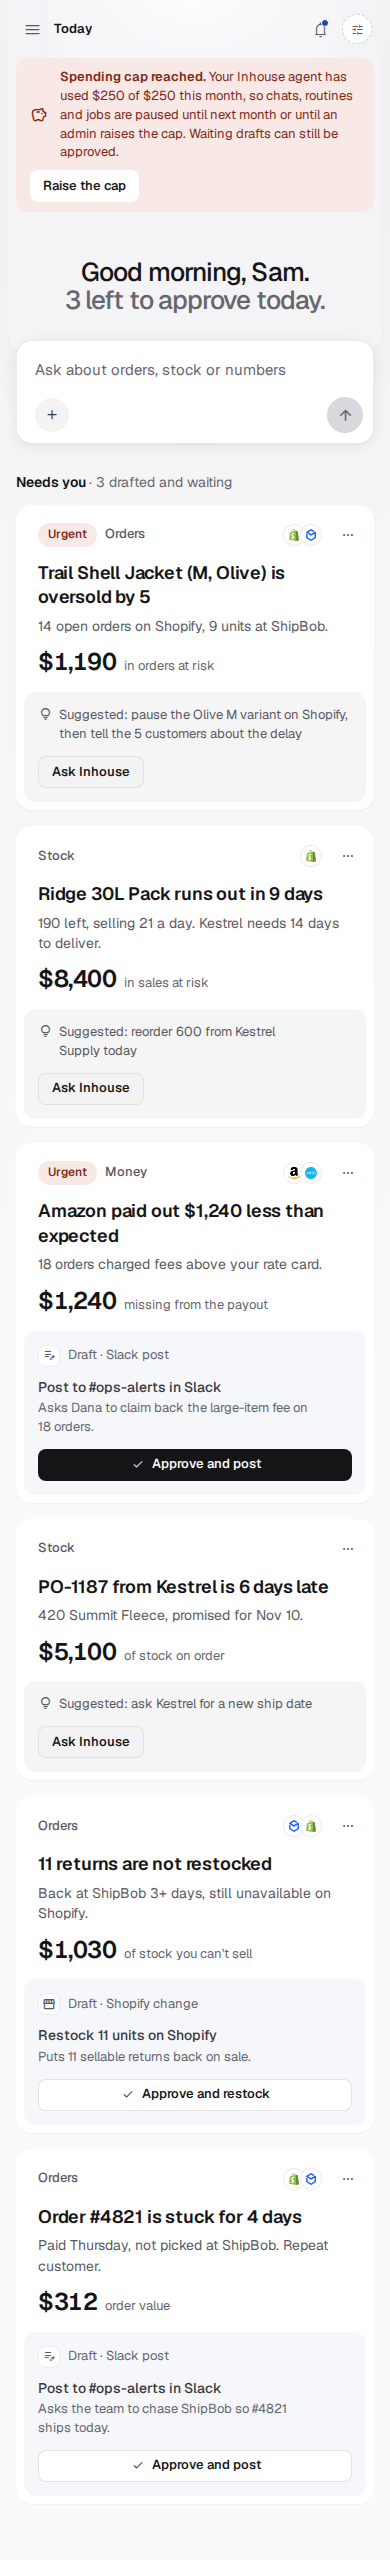 Today
Spending cap reached. Your Inhouse agent has
used $250 of $250 this month, so chats, routines
and jobs are paused until next month or until an
admin raises the cap. Waiting drafts can still be
approved.
Raise the cap
Good morning, Sam.
3 left to approve today.
Ask about orders, stock or numbers
Needs you · 3 drafted and waiting
Urgent Orders
Trail Shell Jacket (M, Olive) is
oversold by 5
14 open orders on Shopify, 9 units at ShipBob.
$1,190 in orders at risk
Suggested: pause the Olive M variant on Shopify,
then tell the 5 customers about the delay
Ask Inhouse
Stock
Ridge 30L Pack runs out in 9 days
190 left, selling 21 a day. Kestrel needs 14 days
to deliver.
$8,400 in sales at risk
Suggested: reorder 600 from Kestrel
Supply today
Ask Inhouse
Urgent Money
Amazon paid out $1,240 less than
expected
18 orders charged fees above your rate card.
$1,240 missing from the payout
Draft · Slack post
Post to #ops-alerts in Slack
Asks Dana to claim back the large-item fee on
18 orders.
Approve and post
Stock
PO-1187 from Kestrel is 6 days late
420 Summit Fleece, promised for Nov 10.
$5,100 of stock on order
Suggested: ask Kestrel for a new ship date
Ask Inhouse
Orders
11 returns are not restocked
Back at ShipBob 3+ days, still unavailable on
Shopify.
$1,030 of stock you can't sell
Draft · Shopify change
Restock 11 units on Shopify
Puts 11 sellable returns back on sale.
Approve and restock
Orders
Order #4821 is stuck for 4 days
Paid Thursday, not picked at ShipBob. Repeat
customer.
$312 order value
Draft · Slack post
Post to #ops-alerts in Slack
Asks the team to chase ShipBob so #4821
ships today.
Approve and post